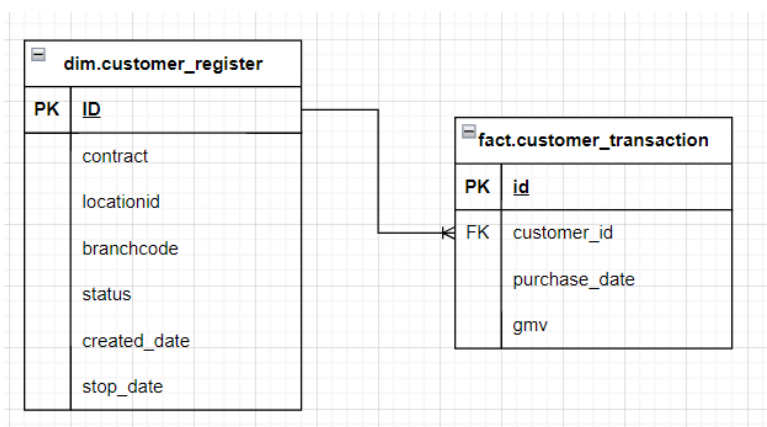 dim.customer_register
PK ID
contract
locationid
branchcode
status
created_date
stop_date
fact.customer_transaction
PK id
FK customer_id
purchase_date
gmv